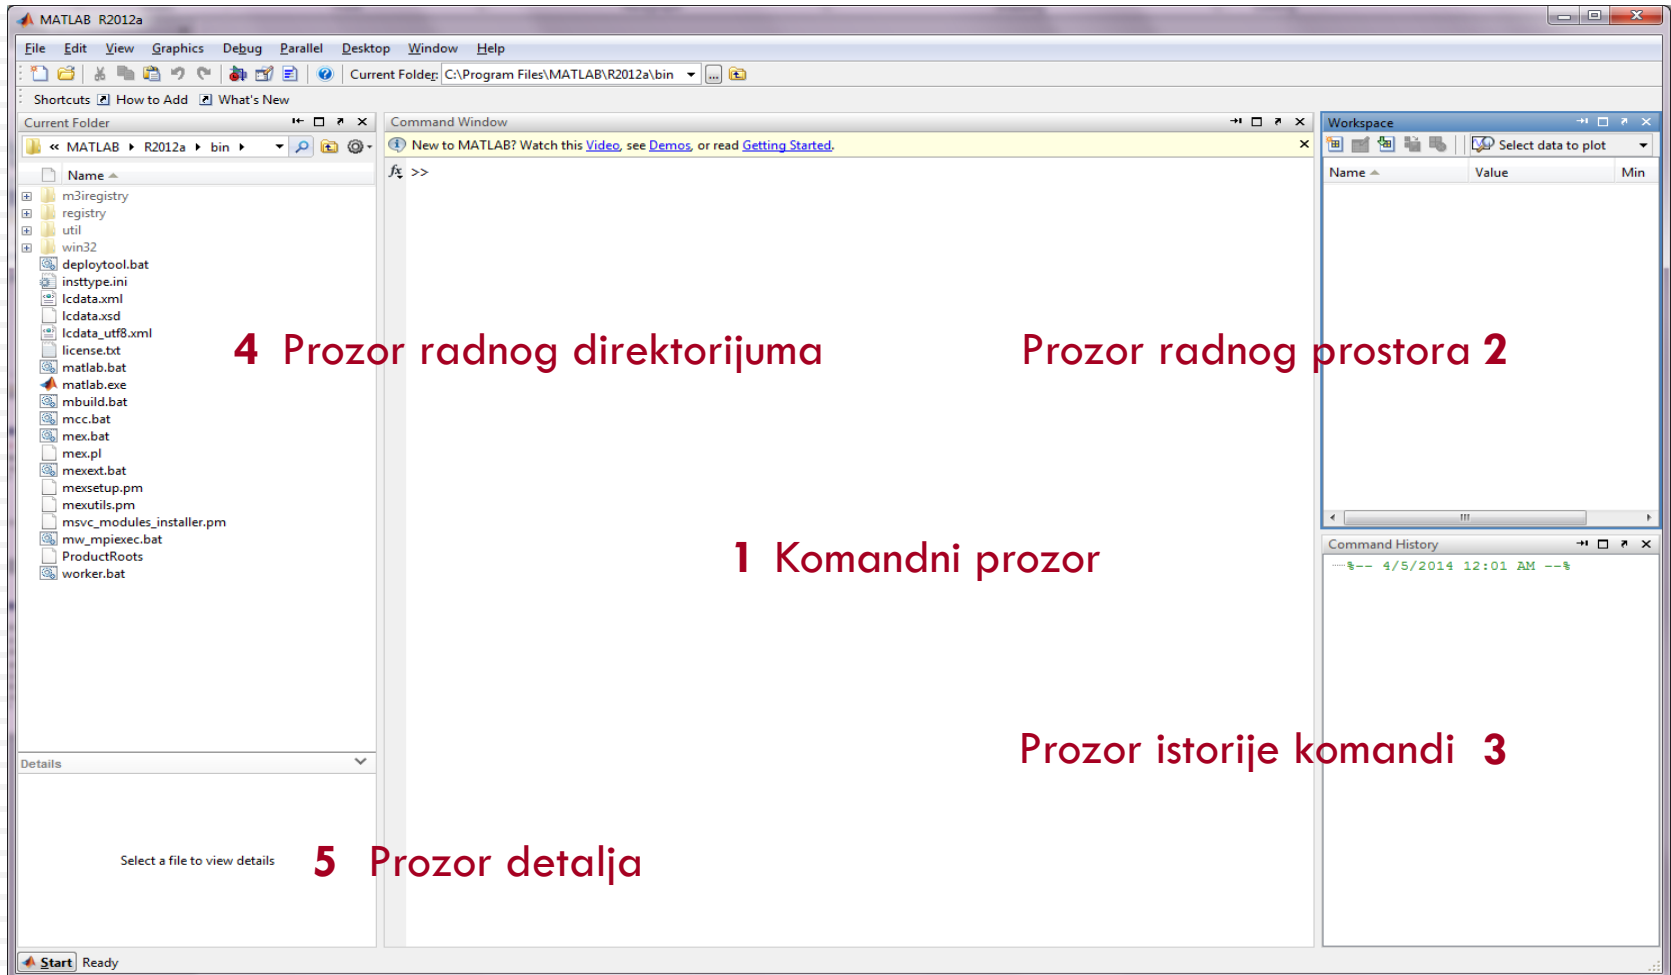 MATLAB R2012a
File Edit View Graphics Debug Parallel Desktop Window Help
Current Folder: C:\Program Files\MATLAB\R2012a\bin ...
Shortcuts How to Add What's New
Current Folder
« MATLAB R2012a bin
Name
m3iregistry
registry
util
win32
deploytool.bat
insttype.ini
lcdata.xml
lcdata.xsd
lcdata_utf8.xml
license.txt
matlab.bat
matlab.exe
mbuild.bat
mcc.bat
mex.bat
mex.pl
mexext.bat
mexsetup.pm
mexutils.pm
msvc_modules_installer.pm
mw_mpiexec.bat
ProductRoots
worker.bat
4 Prozor radnog direktorijuma
Details
Select a file to view details
5 Prozor detalja
Command Window
New to MATLAB? Watch this Video, see Demos, or read Getting Started.
fx >>
1 Komandni prozor
Workspace
Select data to plot
Name Value Min
Prozor radnog prostora 2
Command History
%-- 4/5/2014 12:01 AM --%
Prozor istorije komandi 3
Start Ready